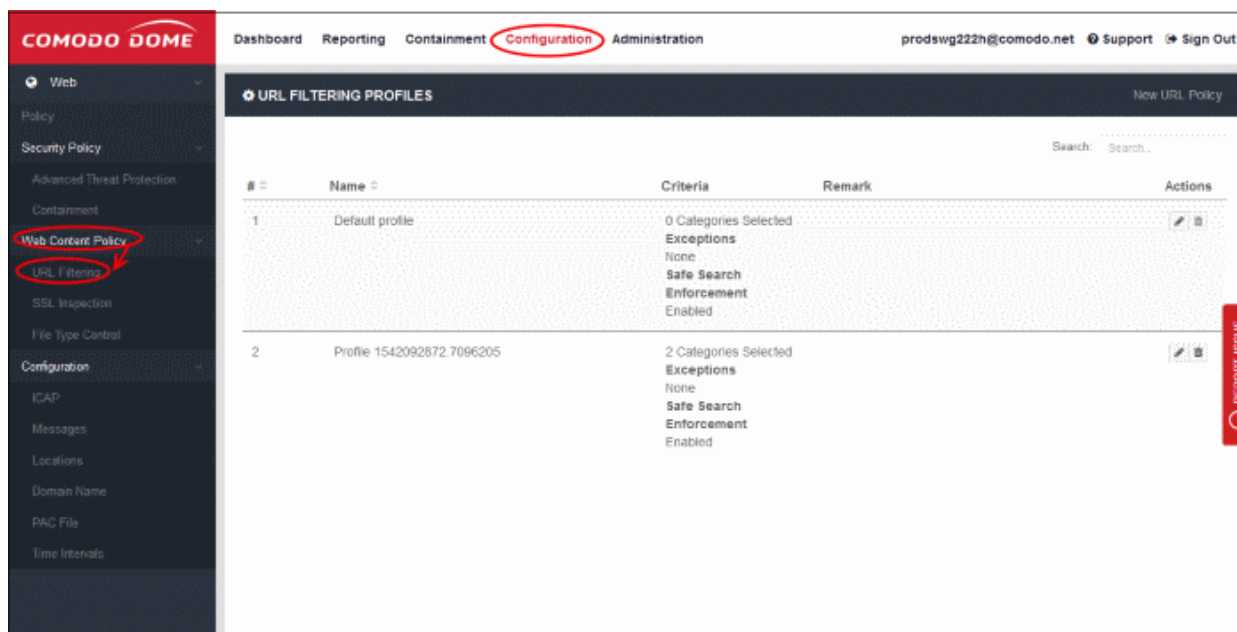 COMODO DOME
Dashboard Reporting Containment Configuration Administration prodswg222h@comodo.net Support Sign Out
Web
Policy
Security Policy
Advanced Threat Protection
Containment
Web Content Policy
URL Filtering
SSL Inspection
File Type Control
Configuration
ICAP
Messages
Locations
Domain Name
PAC File
Time Intervals
URL FILTERING PROFILES New URL Policy
Search: Search..
# Name Criteria Remark Actions
1 Default profile 0 Categories Selected
Exceptions
None
Safe Search
Enforcement
Enabled
2 Profile 1542092872.7096205 2 Categories Selected
Exceptions
None
Safe Search
Enforcement
Enabled
REPORT ISSUE